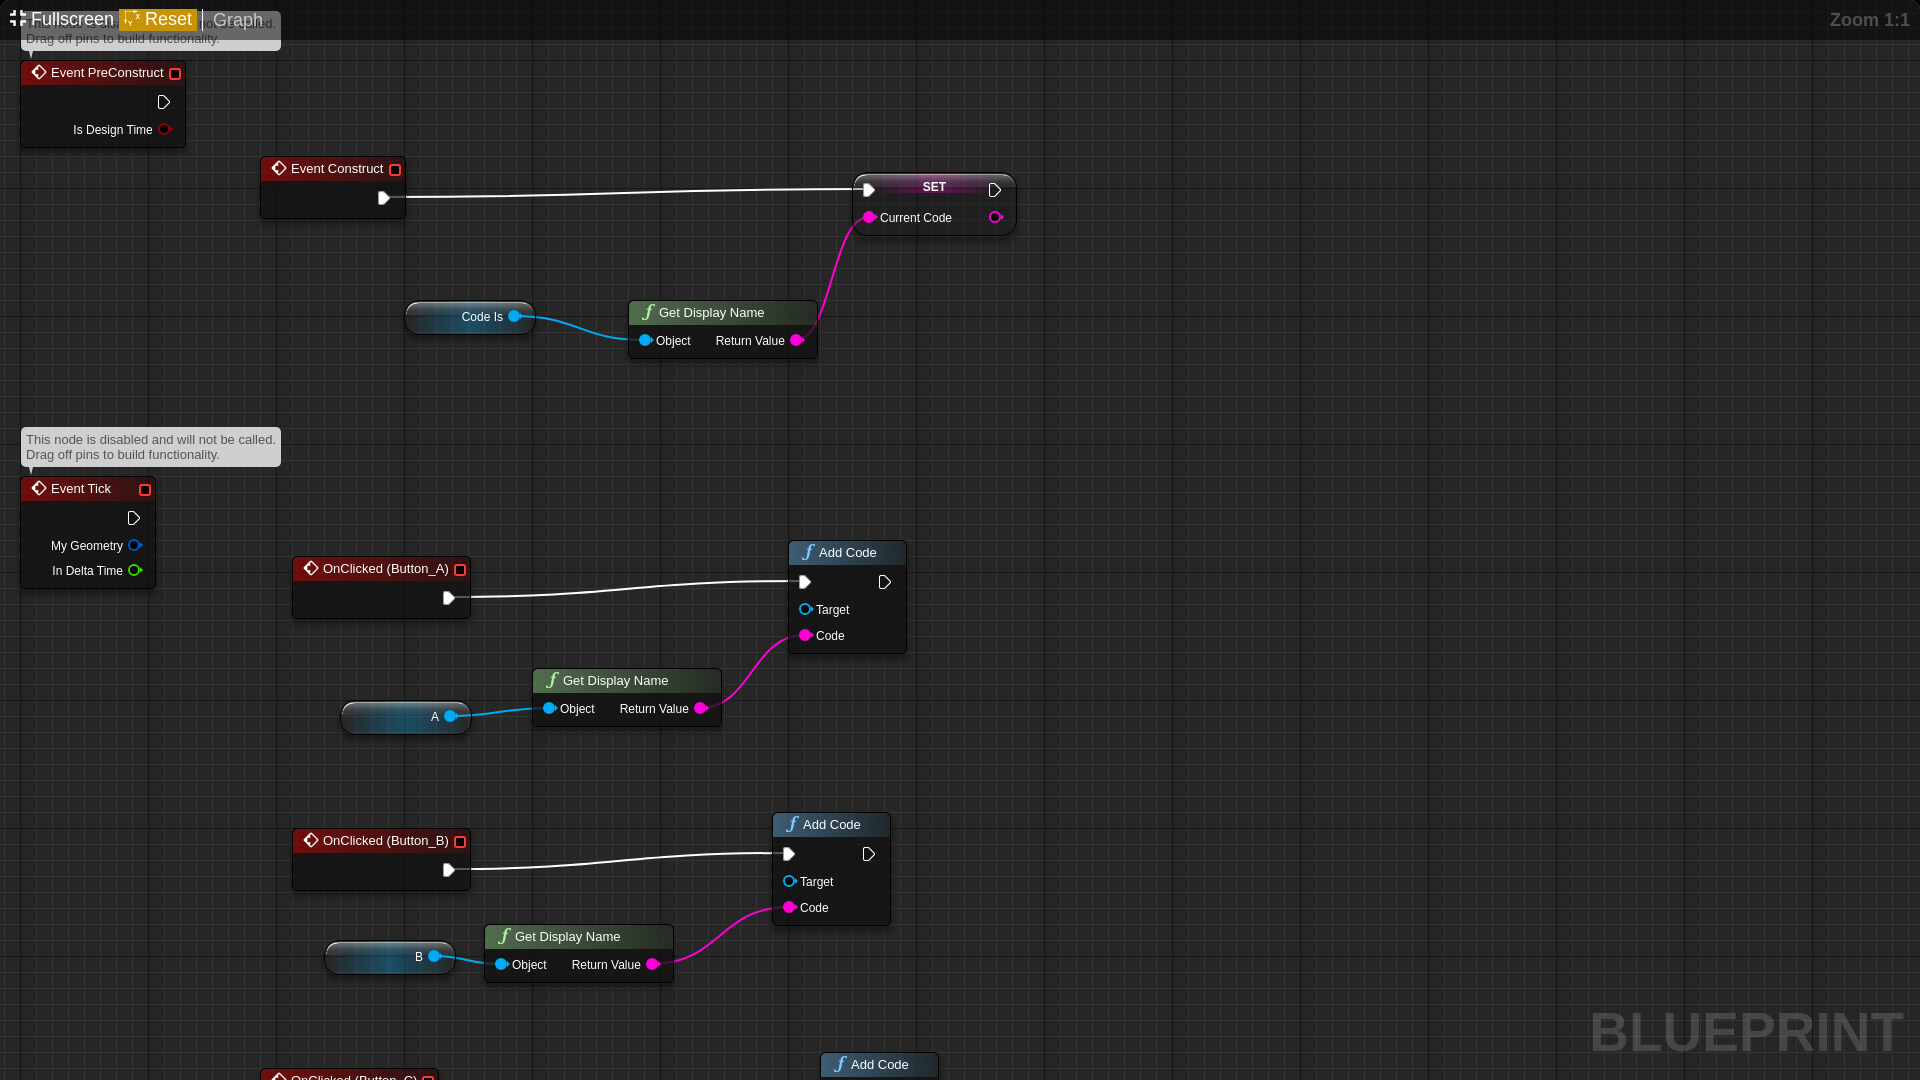 Fullscreen Reset Graph
Zoom 1:1
Drag off pins to build functionality.
Event PreConstruct
Is Design Time
Event Construct
SET
Current Code
Code Is
Get Display Name
Object Return Value
This node is disabled and will not be called.
Drag off pins to build functionality.
Event Tick
My Geometry
In Delta Time
OnClicked (Button_A)
Add Code
Target
Code
Get Display Name
Object Return Value
A
OnClicked (Button_B)
Add Code
Target
Code
Get Display Name
Object Return Value
B
BLUEPRINT
Add Code
OnClicked (Button_C)